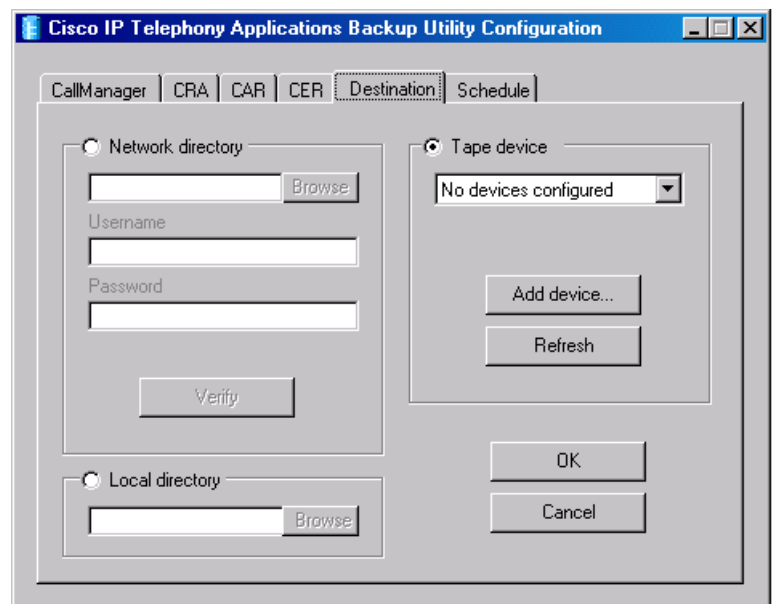 Cisco IP Telephony Applications Backup Utility Configuration
CallManager CRA CAR CER Destination Schedule
Network directory
Browse
Username
Password
Verify
Local directory
Browse
Tape device
No devices configured
Add device...
Refresh
OK
Cancel